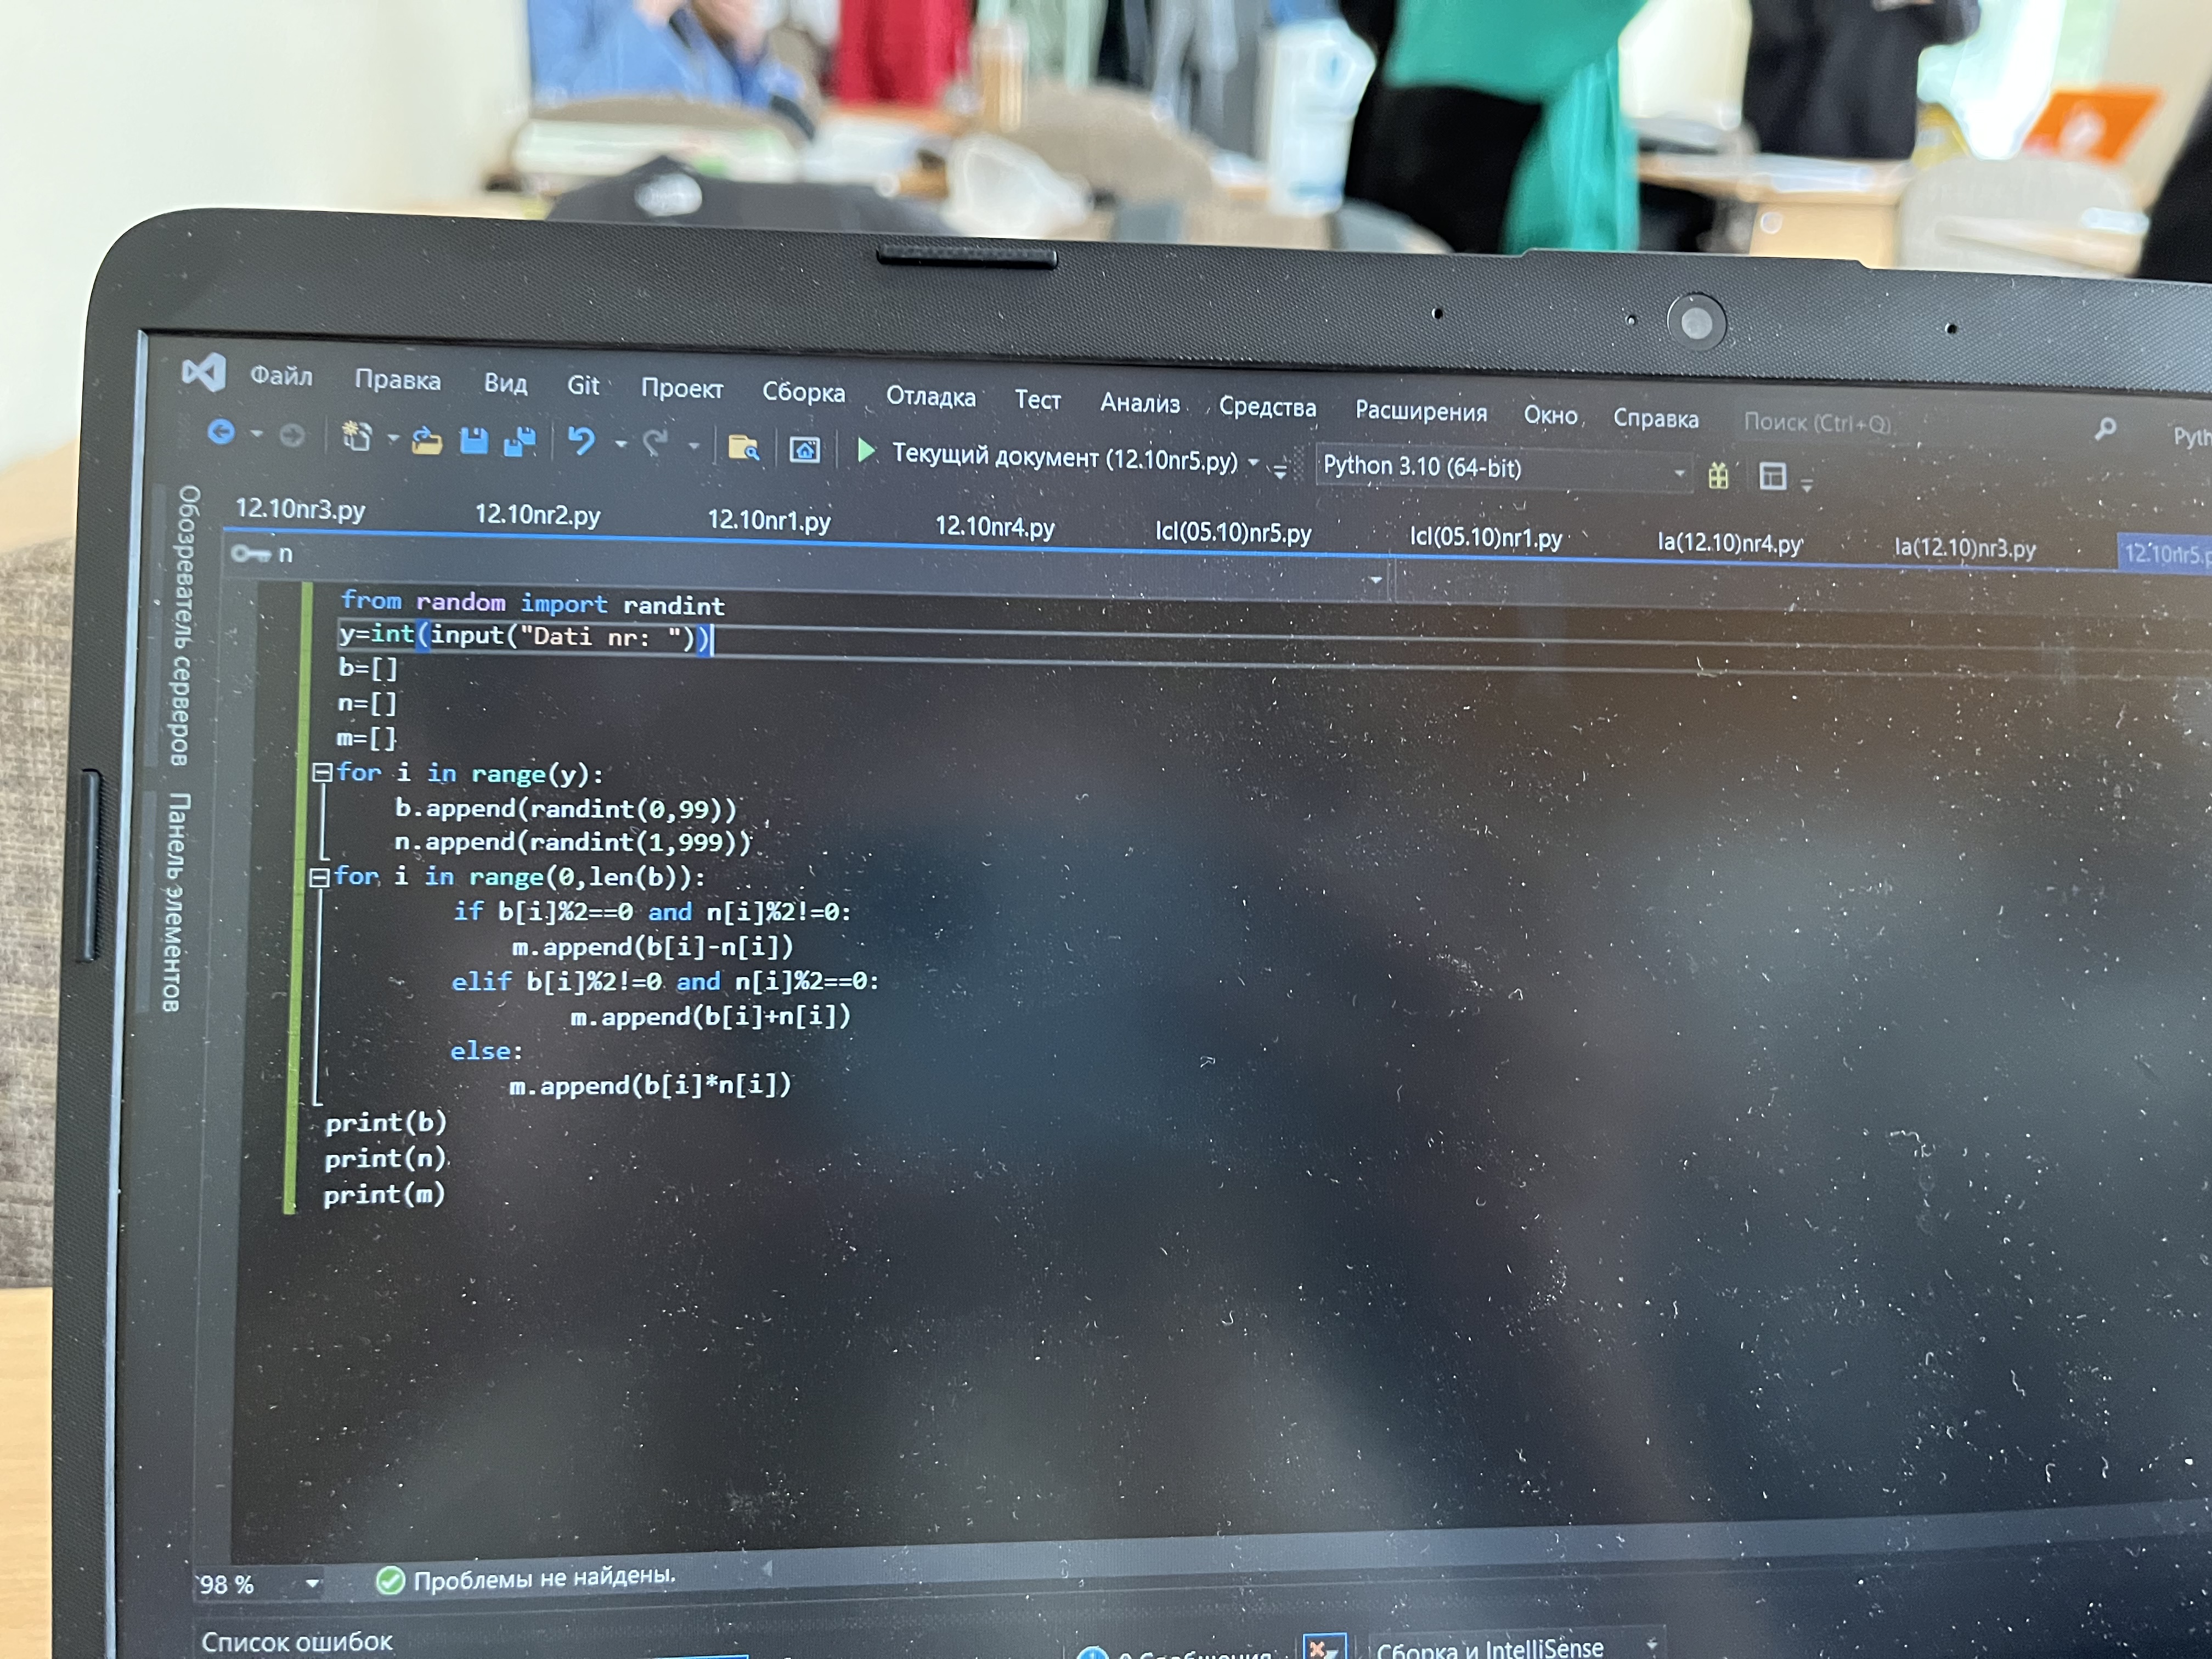 Файл Правка Вид Git Проект Сборка Отладка Тест Анализ Средства Расширения Окно Справка Поиск (Ctrl+Q)
Текущий документ (12.10nr5.py) Python 3.10 (64-bit)
12.10nr3.py 12.10nr2.py 12.10nr1.py 12.10nr4.py lcl(05.10)nr5.py lcl(05.10)nr1.py la(12.10)nr4.py la(12.10)nr3.py
n
Обозреватель серверов
Панель элементов
from random import randint
y=int(input("Dati nr: "))
b=[]
n=[]
m=[]
for i in range(y):
    b.append(randint(0,99))
    n.append(randint(1,999))
for i in range(0,len(b)):
        if b[i]%2==0 and n[i]%2!=0:
            m.append(b[i]-n[i])
        elif b[i]%2!=0 and n[i]%2==0:
                m.append(b[i]+n[i])
        else:
            m.append(b[i]*n[i])
print(b)
print(n)
print(m)
98 % Проблемы не найдены.
Список ошибок
0 Сообщения Сборка и IntelliSense